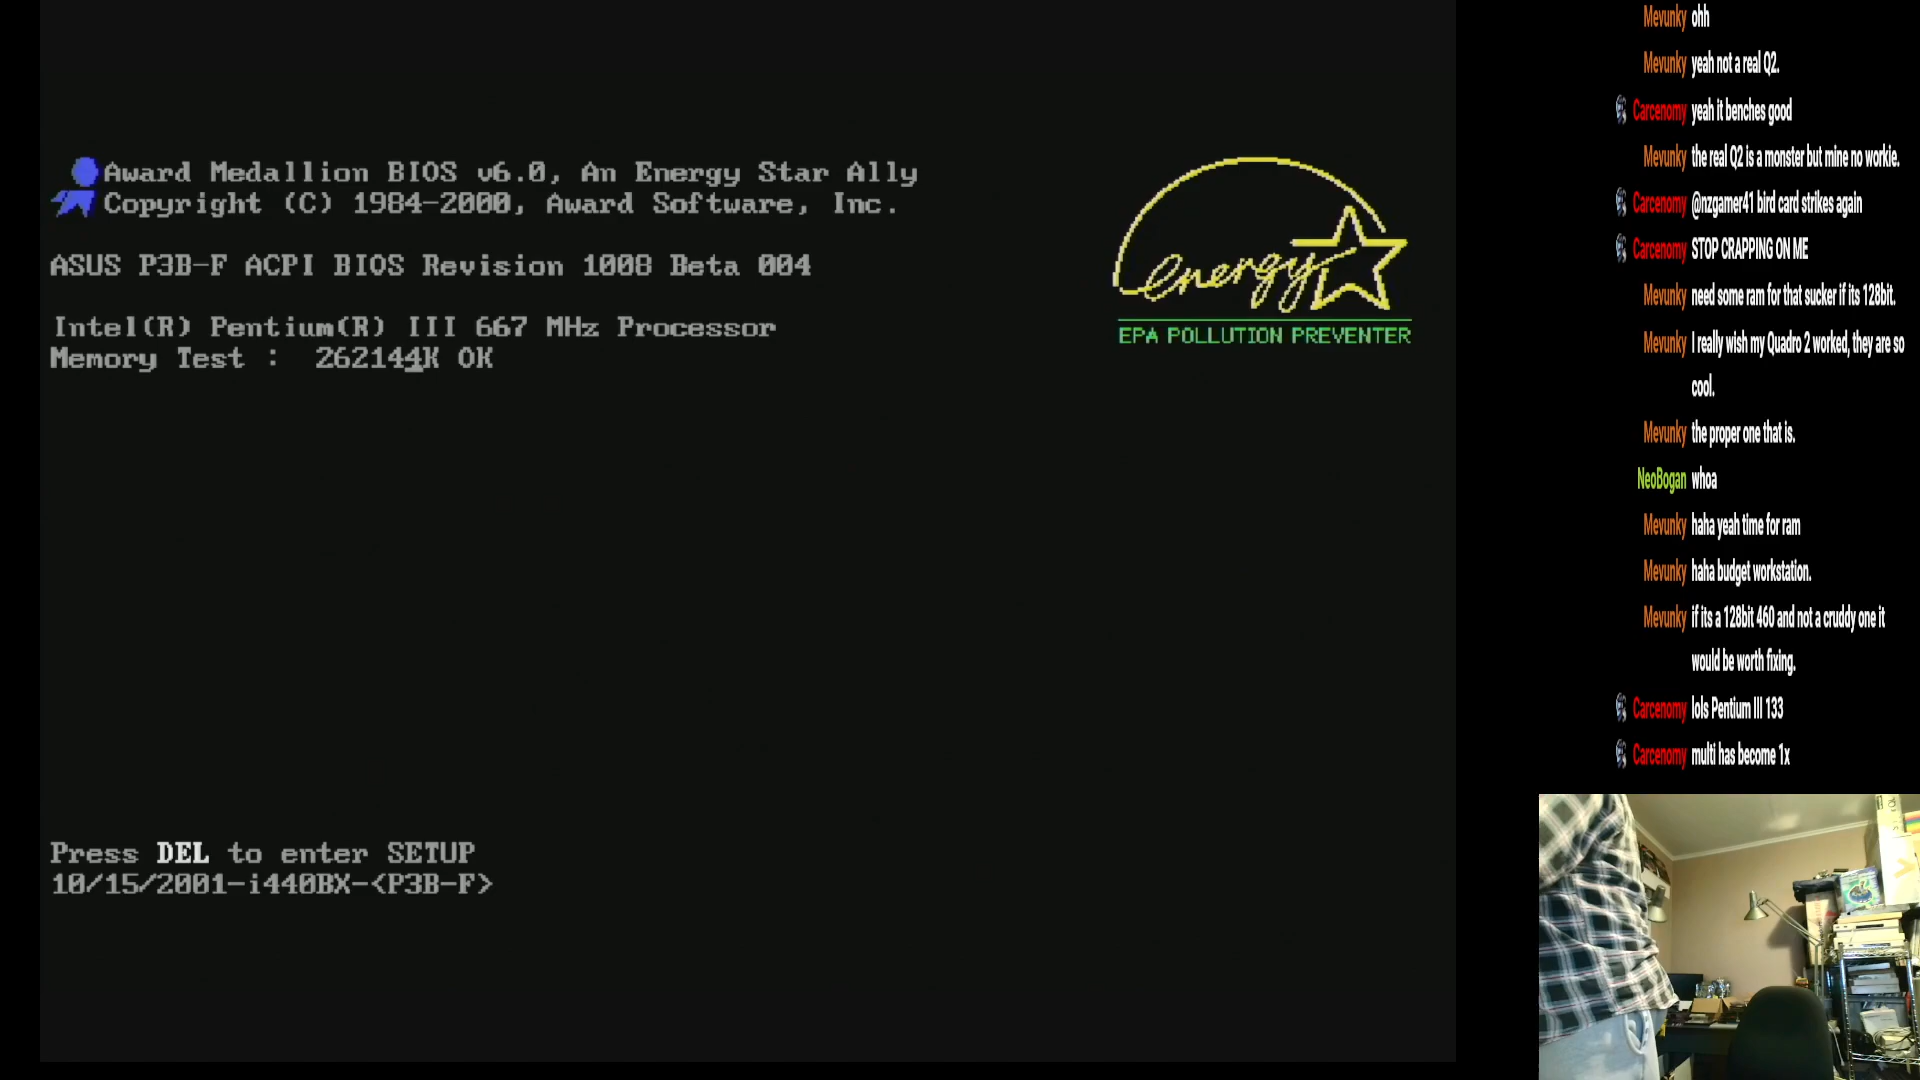 Award Medallion BIOS v6.0, An Energy Star Ally
Copyright (C) 1984-2000, Award Software, Inc.
ASUS P3B-F ACPI BIOS Revision 1008 Beta 004
Intel(R) Pentium(R) III 667 MHz Processor
Memory Test :  262144K OK
energy
EPA POLLUTION PREVENTER
Press DEL to enter SETUP
10/15/2001-i440BX-<P3B-F>
Mevunky ohh
Mevunky yeah not a real Q2.
Carcenomy yeah it benches good
Mevunky the real Q2 is a monster but mine no workie.
Carcenomy @nzgamer41 bird card strikes again
Carcenomy STOP CRAPPING ON ME
Mevunky need some ram for that sucker if its 128bit.
Mevunky I really wish my Quadro 2 worked, they are so
cool.
Mevunky the proper one that is.
NeoBogan whoa
Mevunky haha yeah time for ram
Mevunky haha budget workstation.
Mevunky if its a 128bit 460 and not a cruddy one it
would be worth fixing.
Carcenomy lols Pentium III 133
Carcenomy multi has become 1x